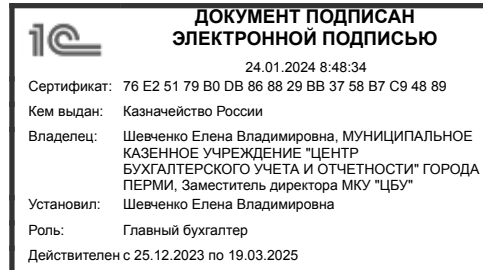 1С
ДОКУМЕНТ ПОДПИСАН
ЭЛЕКТРОННОЙ ПОДПИСЬЮ
24.01.2024 8:48:34
Сертификат: 76 E2 51 79 B0 DB 86 88 29 BB 37 58 B7 C9 48 89
Кем выдан: Казначейство России
Владелец: Шевченко Елена Владимировна, МУНИЦИПАЛЬНОЕ
КАЗЕННОЕ УЧРЕЖДЕНИЕ "ЦЕНТР
БУХГАЛТЕРСКОГО УЧЕТА И ОТЧЕТНОСТИ" ГОРОДА
ПЕРМИ, Заместитель директора МКУ "ЦБУ"
Установил: Шевченко Елена Владимировна
Роль: Главный бухгалтер
Действителен с 25.12.2023 по 19.03.2025